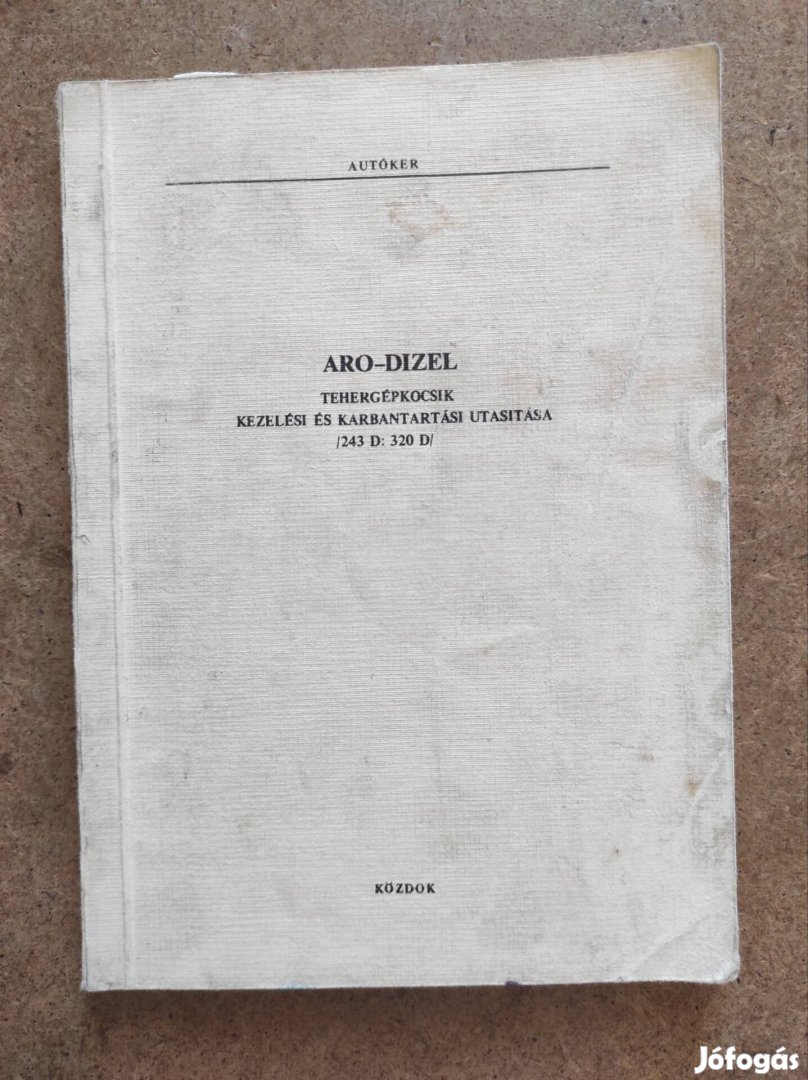 AUTÓKER
ARO-DIZEL
TEHERGÉPKOCSIK
KEZELÉSI ÉS KARBANTARTÁSI UTASITÁSA
/243 D: 320 D/
KÖZDOK
Jófogás